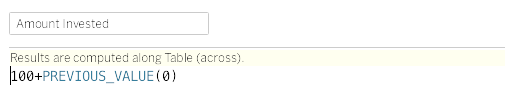 Amount Invested
Results are computed along Table (across).
100+PREVIOUS_VALUE(0)